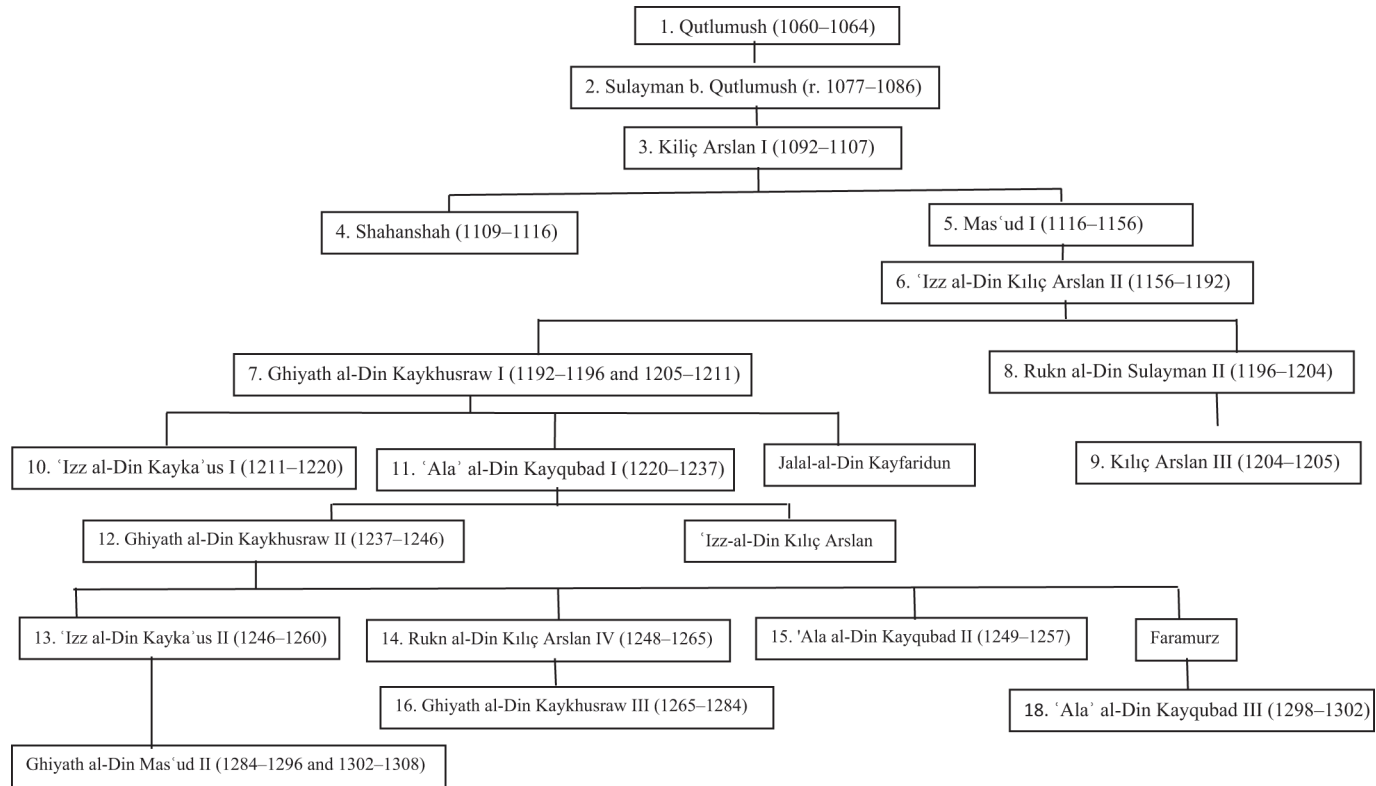 1. Qutlumush (1060–1064)
2. Sulayman b. Qutlumush (r. 1077–1086)
3. Kiliç Arslan I (1092–1107)
4. Shahanshah (1109–1116)
5. Masʿud I (1116–1156)
6. ʿIzz al-Din Kılıç Arslan II (1156–1192)
7. Ghiyath al-Din Kaykhusraw I (1192–1196 and 1205–1211)
8. Rukn al-Din Sulayman II (1196–1204)
10. ʿIzz al-Din Kaykaʾus I (1211–1220)
11. ʿAlaʾ al-Din Kayqubad I (1220–1237)
Jalal-al-Din Kayfaridun
9. Kılıç Arslan III (1204–1205)
12. Ghiyath al-Din Kaykhusraw II (1237–1246)
ʿIzz-al-Din Kılıç Arslan
13. ʿIzz al-Din Kaykaʾus II (1246–1260)
14. Rukn al-Din Kılıç Arslan IV (1248–1265)
15. 'Ala al-Din Kayqubad II (1249–1257)
Faramurz
16. Ghiyath al-Din Kaykhusraw III (1265–1284)
18. ʿAlaʾ al-Din Kayqubad III (1298–1302)
Ghiyath al-Din Masʿud II (1284–1296 and 1302–1308)